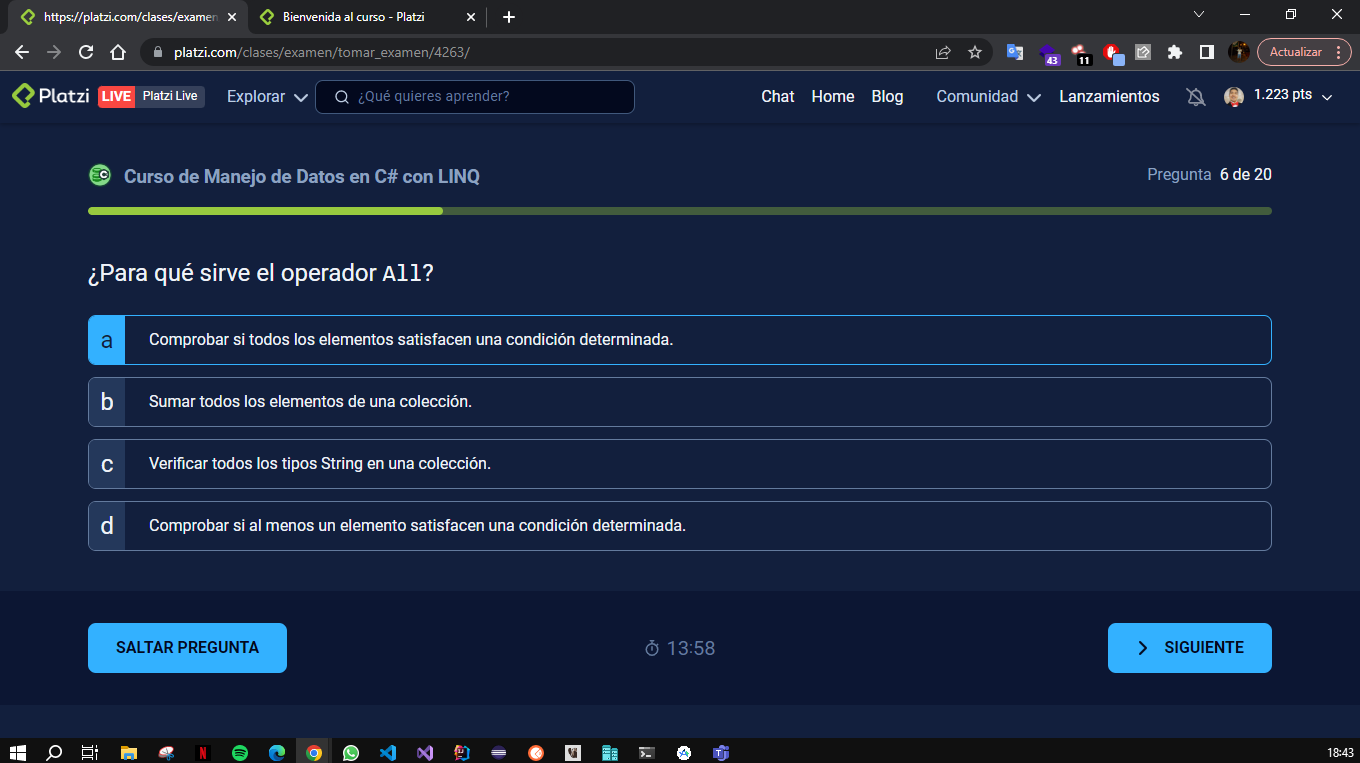 https://platzi.com/clases/examen
Bienvenida al curso - Platzi
platzi.com/clases/examen/tomar_examen/4263/
43
11
Actualizar
Platzi
LIVE
Platzi Live
Explorar
¿Qué quieres aprender?
Chat
Home
Blog
Comunidad
Lanzamientos
1.223 pts
Curso de Manejo de Datos en C# con LINQ
Pregunta 6 de 20
¿Para qué sirve el operador All?
a Comprobar si todos los elementos satisfacen una condición determinada.
b Sumar todos los elementos de una colección.
c Verificar todos los tipos String en una colección.
d Comprobar si al menos un elemento satisfacen una condición determinada.
SALTAR PREGUNTA
13:58
SIGUIENTE
18:43